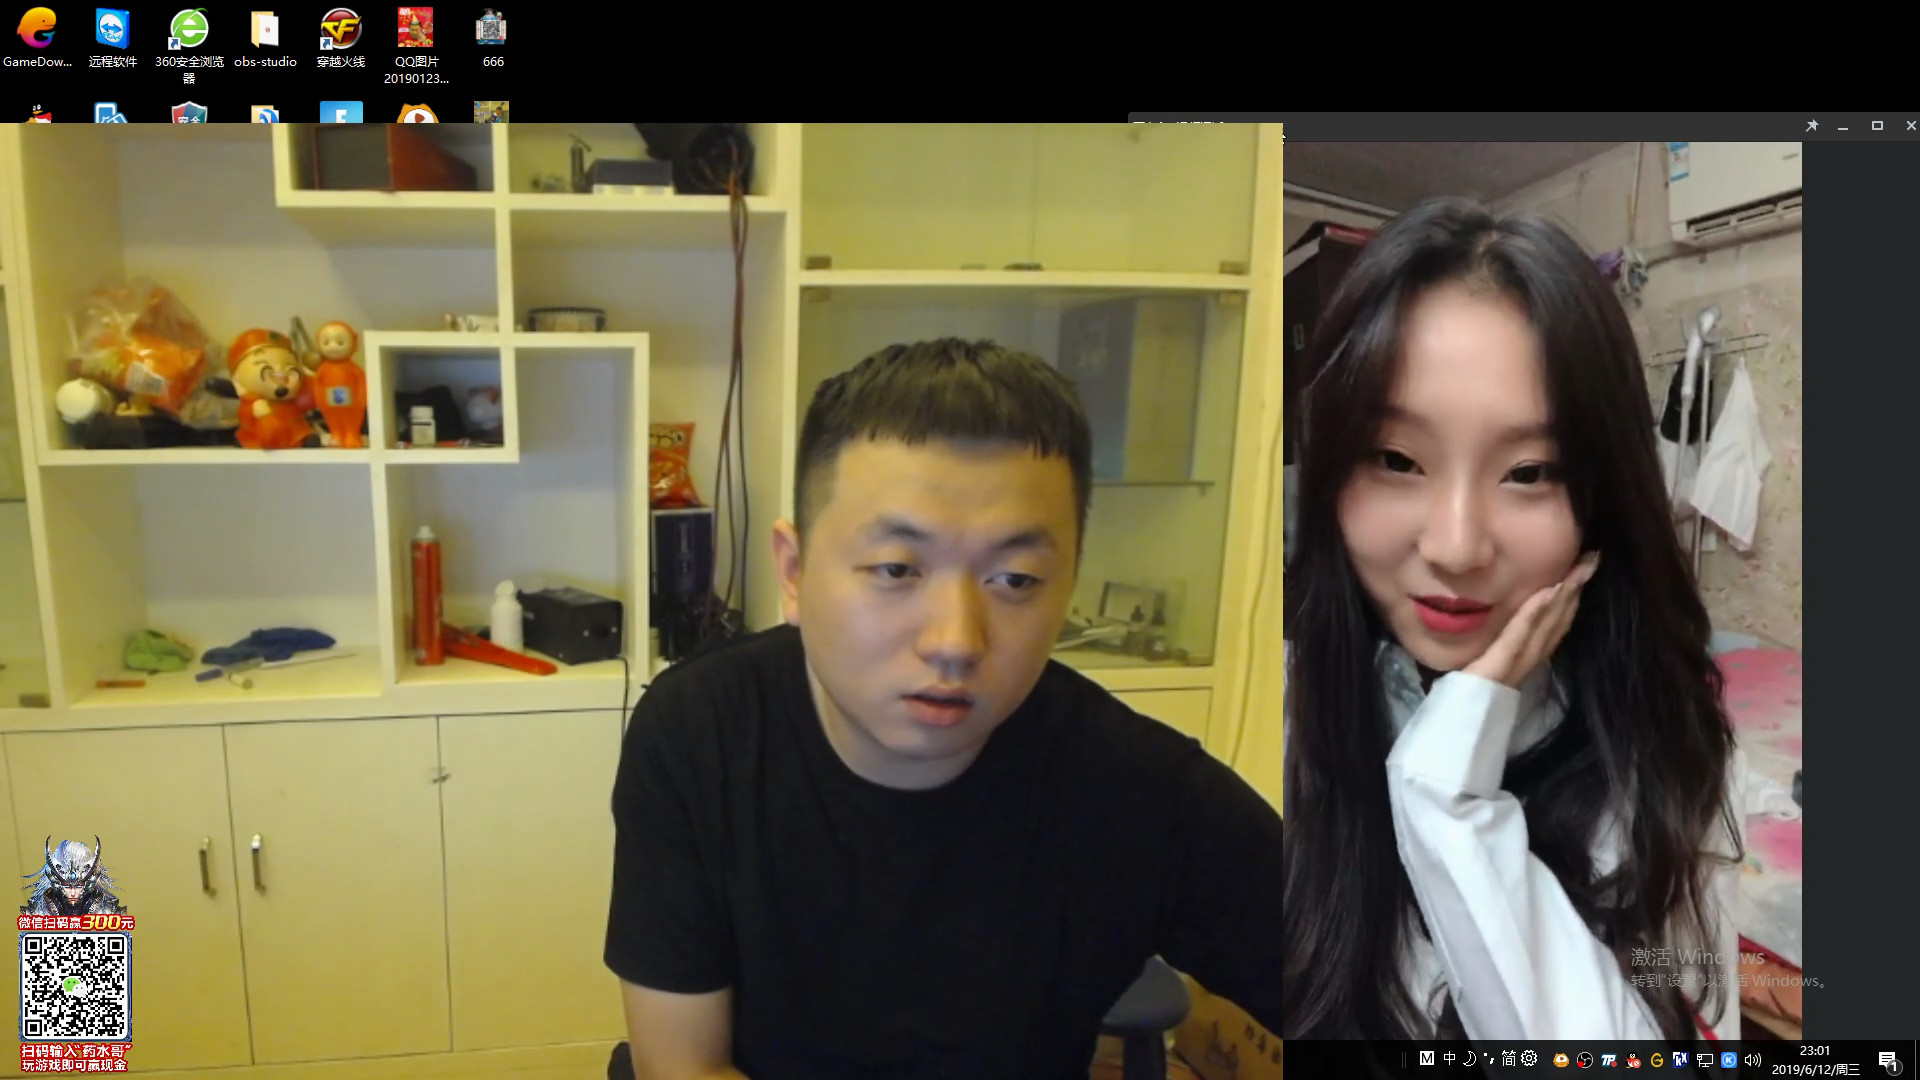 GameDow...
远程软件
360安全浏览
器
obs-studio
穿越火线
QQ图片
20190123...
666
安全
微信扫码赢300元
扫码输入"药水哥"
玩游戏即可赢现金
激活 Windows
转到"设置"以激活 Windows。
M 中 简
23:01
2019/6/12/周三
1